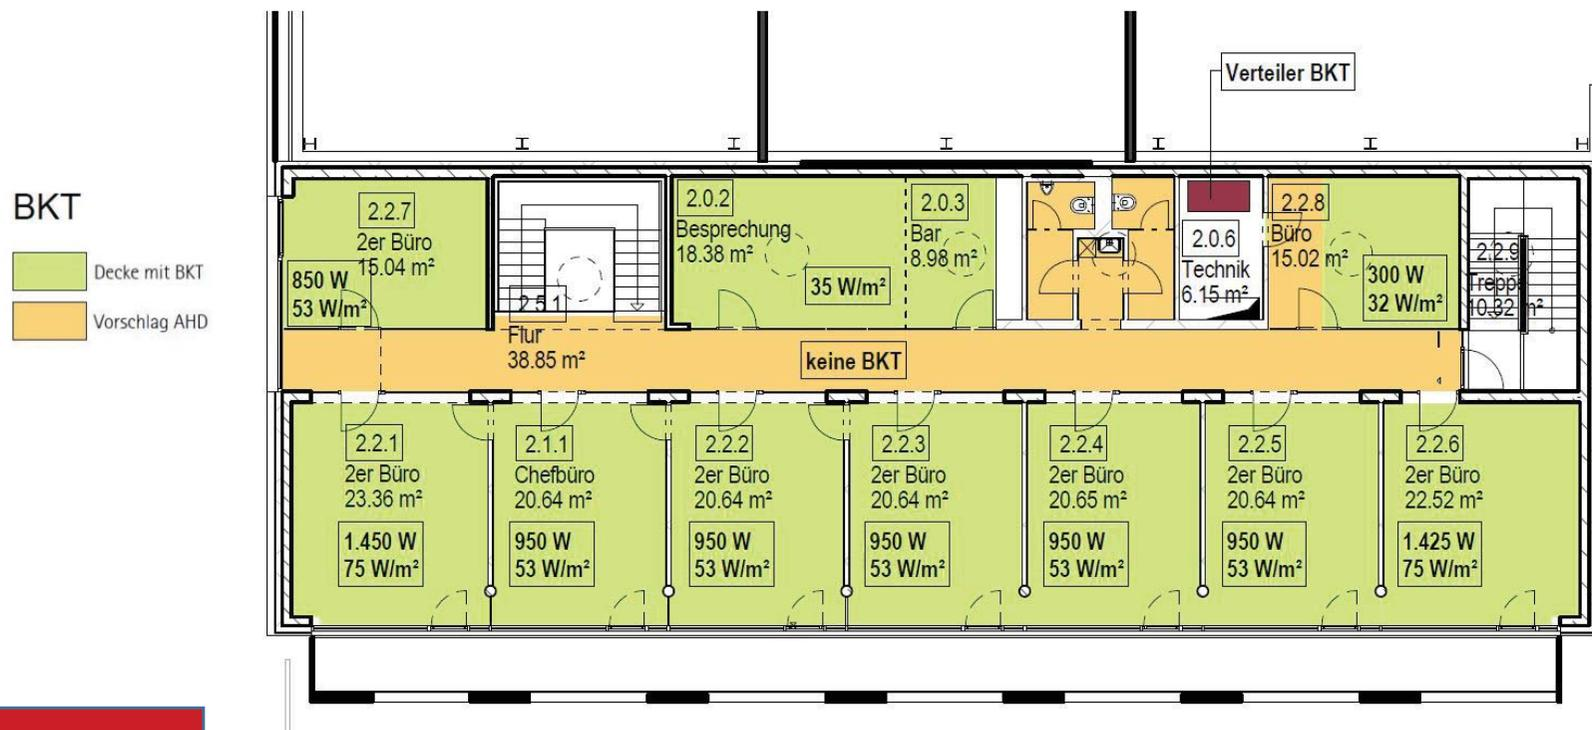 BKT
Decke mit BKT
Vorschlag AHD
Verteiler BKT
2.2.7
2er Büro
15.04 m²
850 W
53 W/m²
2.5.1
Flur
38.85 m²
2.0.2
Besprechung
18.38 m²
35 W/m²
2.0.3
Bar
8.98 m²
2.0.6
Technik
6.15 m²
2.2.8
Büro
15.02 m²
300 W
32 W/m²
2.2.9
Treppe
10.32 m²
keine BKT
2.2.1
2er Büro
23.36 m²
1.450 W
75 W/m²
2.1.1
Chefbüro
20.64 m²
950 W
53 W/m²
2.2.2
2er Büro
20.64 m²
950 W
53 W/m²
2.2.3
2er Büro
20.64 m²
950 W
53 W/m²
2.2.4
2er Büro
20.65 m²
950 W
53 W/m²
2.2.5
2er Büro
20.64 m²
950 W
53 W/m²
2.2.6
2er Büro
22.52 m²
1.425 W
75 W/m²